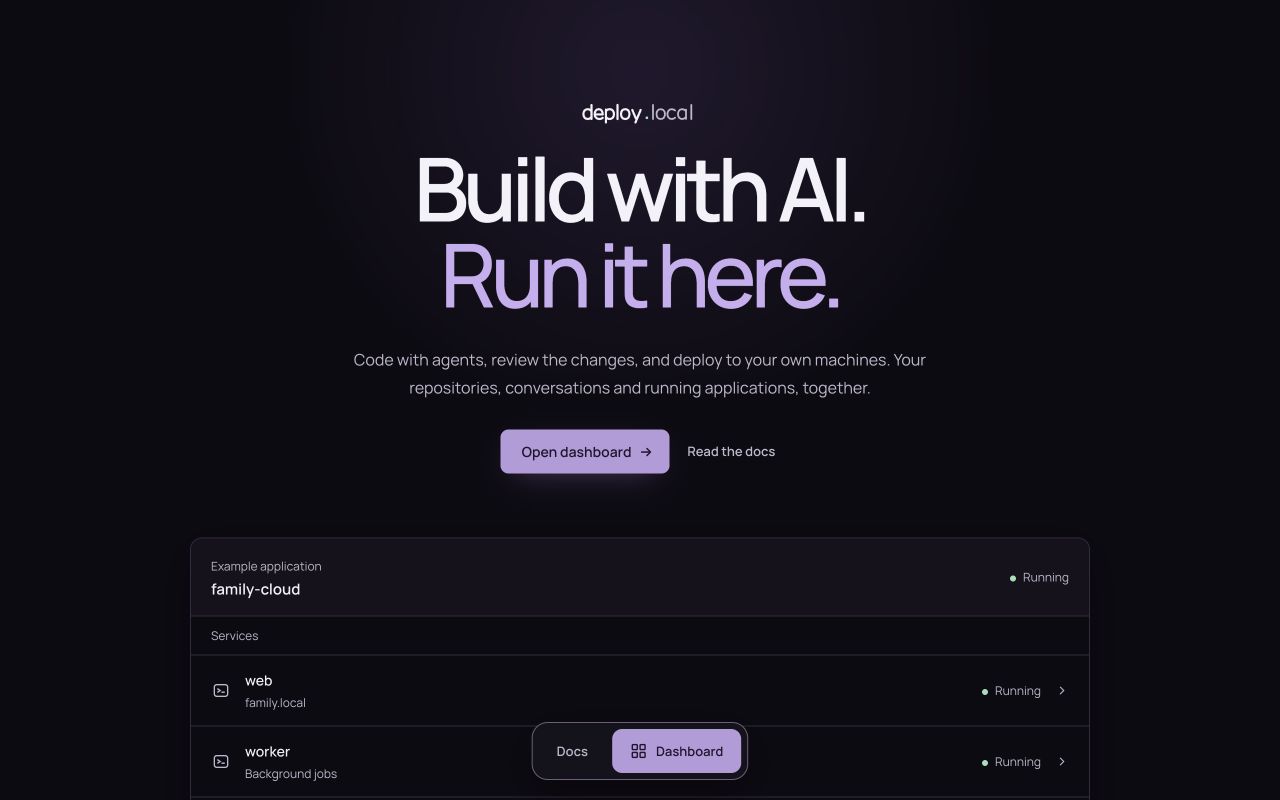 deploy.local
Build with AI.
Run it here.
Code with agents, review the changes, and deploy to your own machines. Your
repositories, conversations and running applications, together.
Open dashboard
Read the docs
Example application
family-cloud
Running
Services
web
family.local
Running
worker
Background jobs
Running
Docs
Dashboard